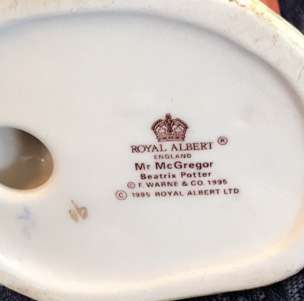 ROYAL ALBERT ®
ENGLAND
Mr McGregor
Beatrix Potter
© F. WARNE & CO. 1995
© 1995 ROYAL ALBERT LTD